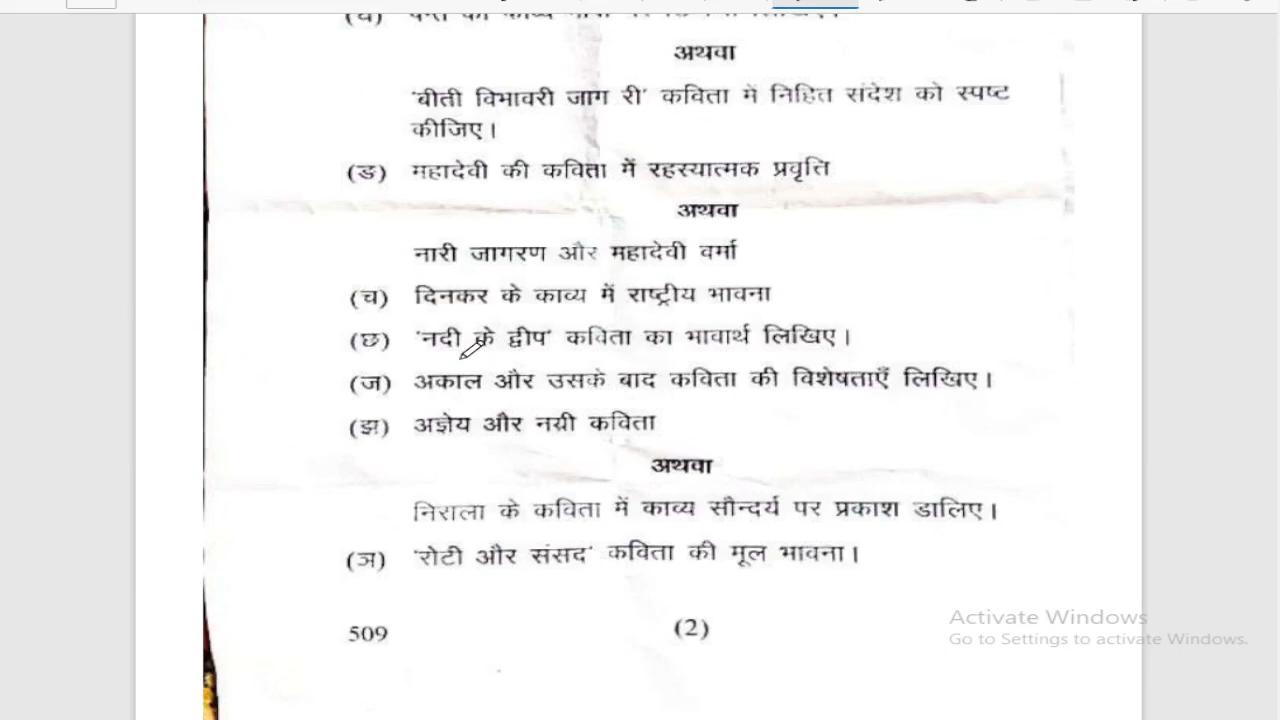 अथवा
'बीती विभावरी जाग री' कविता में निहित संदेश को स्पष्ट
कीजिए।
(ङ) महादेवी की कविता में रहस्यात्मक प्रवृत्ति
अथवा
नारी जागरण और महादेवी वर्मा
(च) दिनकर के काव्य में राष्ट्रीय भावना
(छ) 'नदी के द्वीप' कविता का भावार्थ लिखिए।
(ज) अकाल और उसके बाद कविता की विशेषताएँ लिखिए।
(झ) अज्ञेय और नयी कविता
अथवा
निराला के कविता में काव्य सौन्दर्य पर प्रकाश डालिए।
(ञ) 'रोटी और संसद' कविता की मूल भावना।
509 (2)
Activate Windows
Go to Settings to activate Windows.